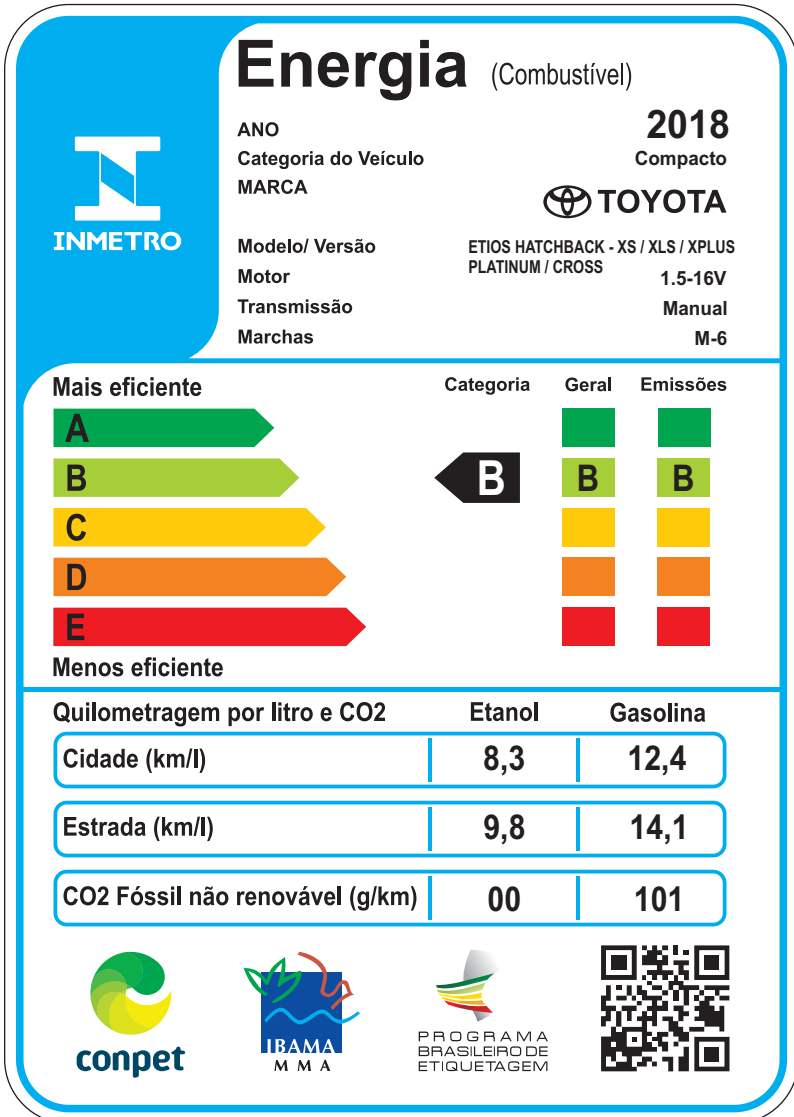 Energia (Combustível)
ANO 2018
Categoria do Veículo Compacto
MARCA TOYOTA
INMETRO
Modelo/ Versão ETIOS HATCHBACK - XS / XLS / XPLUS
PLATINUM / CROSS
Motor 1.5-16V
Transmissão Manual
Marchas M-6
Mais eficiente Categoria Geral Emissões
A
B B B B
C
D
E
Menos eficiente
Quilometragem por litro e CO2 Etanol Gasolina
Cidade (km/l) 8,3 12,4
Estrada (km/l) 9,8 14,1
CO2 Fóssil não renovável (g/km) 00 101
conpet
IBAMA
M M A
PROGRAMA
BRASILEIRO DE
ETIQUETAGEM